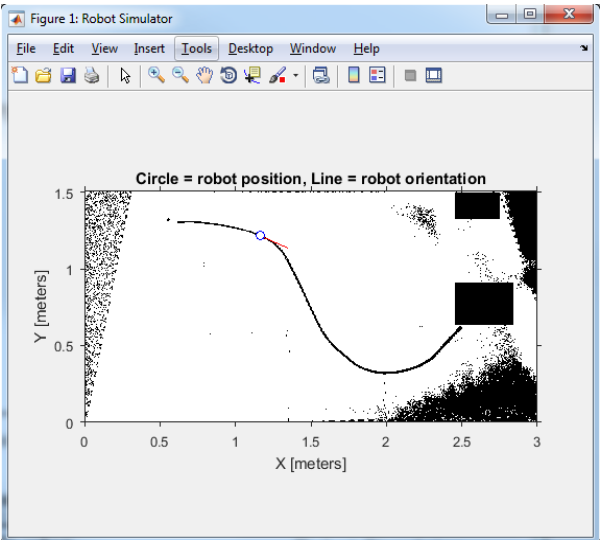 Figure 1: Robot Simulator
File Edit View Insert Tools Desktop Window Help
Circle = robot position, Line = robot orientation
1.5
1
0.5
0
Y [meters]
0 0.5 1 1.5 2 2.5 3
X [meters]